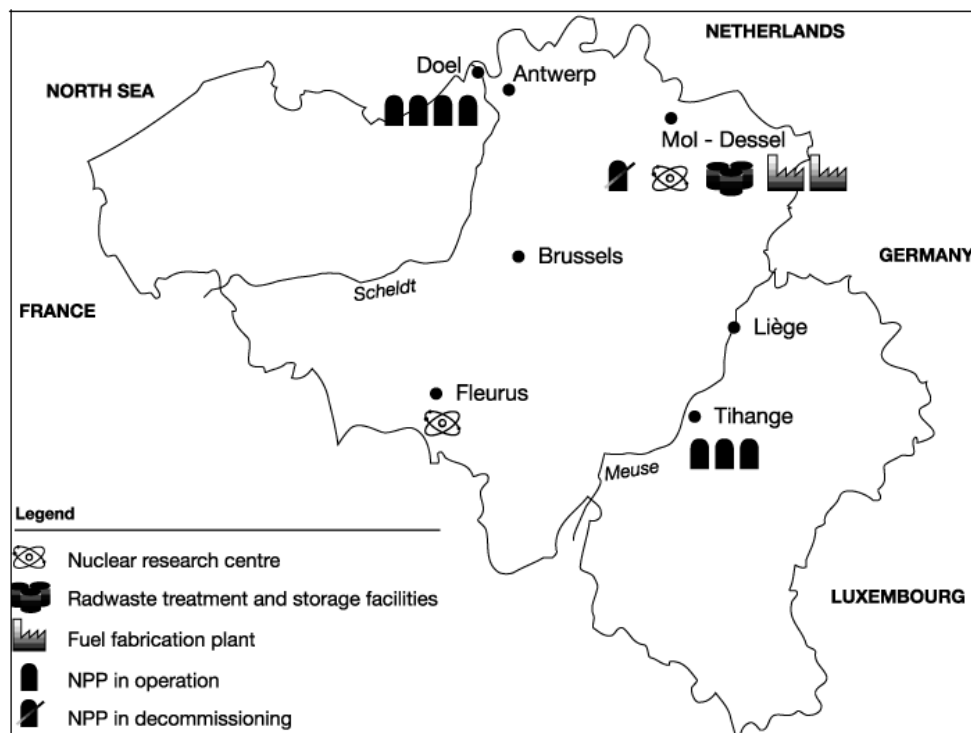 NETHERLANDS
Doel
Antwerp
NORTH SEA
Mol - Dessel
Brussels
GERMANY
Scheldt
FRANCE
Liège
Fleurus
Tihange
Meuse
Legend
Nuclear research centre
Radwaste treatment and storage facilities
LUXEMBOURG
Fuel fabrication plant
NPP in operation
NPP in decommissioning